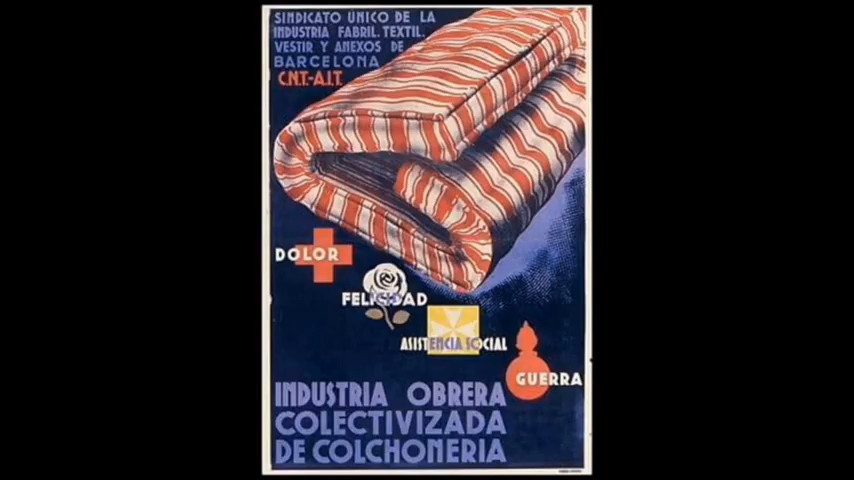 SINDICATO ÚNICO DE LA
INDUSTRIA FABRIL. TEXTIL.
VESTIR Y ANEXOS DE
BARCELONA
C.N.T.-A.I.T.
DOLOR
FELICIDAD
ASISTENCIA SOCIAL
GUERRA
INDUSTRIA OBRERA
COLECTIVIZADA
DE COLCHONERIA